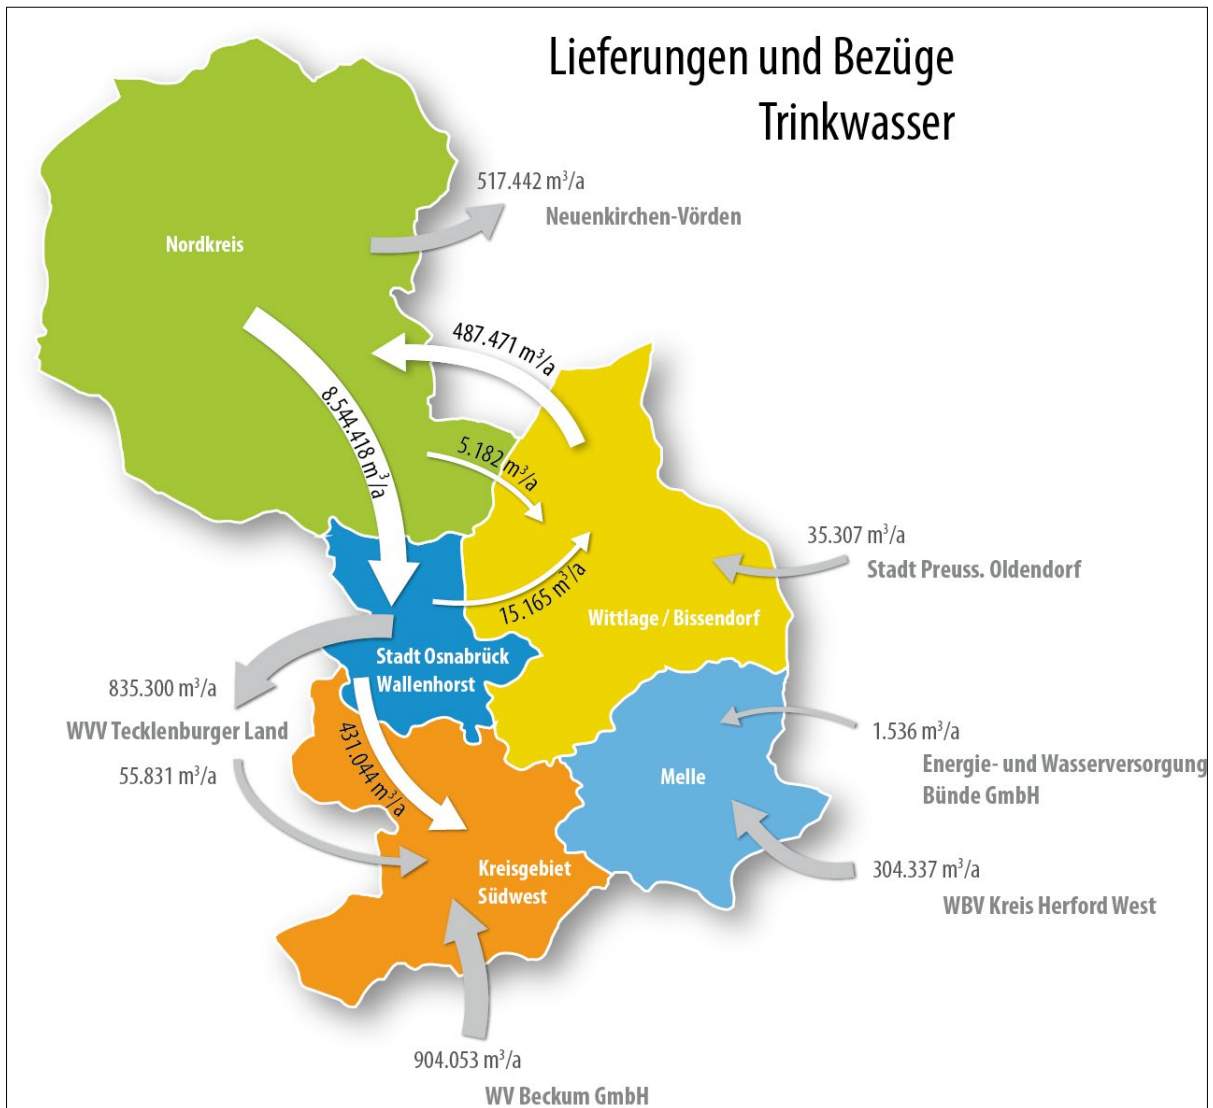 Lieferungen und Bezüge
Trinkwasser
517.442 m³/a
Neuenkirchen-Vörden
Nordkreis
487.471 m³/a
8.544.418 m³/a
5.182 m³/a
35.307 m³/a
Stadt Preuss. Oldendorf
15.165 m³/a
Wittlage / Bissendorf
Stadt Osnabrück
Wallenhorst
835.300 m³/a
WVV Tecklenburger Land
55.831 m³/a
431.044 m³/a
1.536 m³/a
Energie- und Wasserversorgung
Bünde GmbH
Melle
304.337 m³/a
WBV Kreis Herford West
Kreisgebiet
Südwest
904.053 m³/a
WV Beckum GmbH